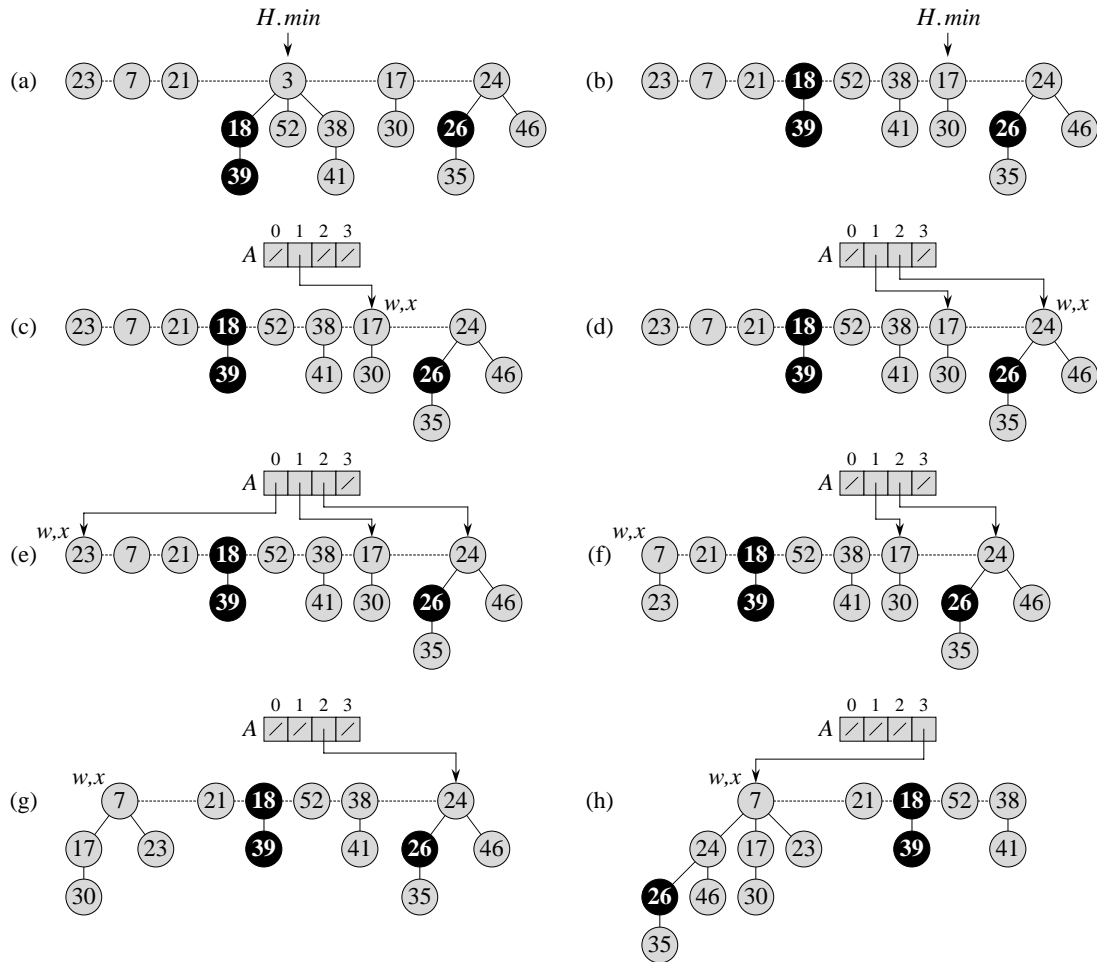 H.min H.min
(a) 23 7 21 3 17 24 (b) 23 7 21 18 52 38 17 24
18 52 38 30 26 46 39 41 30 26 46
39 41 35 35
0 1 2 3 0 1 2 3
A A
w,x w,x
(c) 23 7 21 18 52 38 17 24 (d) 23 7 21 18 52 38 17 24
39 41 30 26 46 39 41 30 26 46
35 35
0 1 2 3 0 1 2 3
A A
w,x w,x
(e) 23 7 21 18 52 38 17 24 (f) 7 21 18 52 38 17 24
39 41 30 26 46 23 39 41 30 26 46
35 35
0 1 2 3 0 1 2 3
A A
w,x w,x
(g) 7 21 18 52 38 24 (h) 7 21 18 52 38
17 23 39 41 26 46 24 17 23 39 41
30 35 26 46 30
35